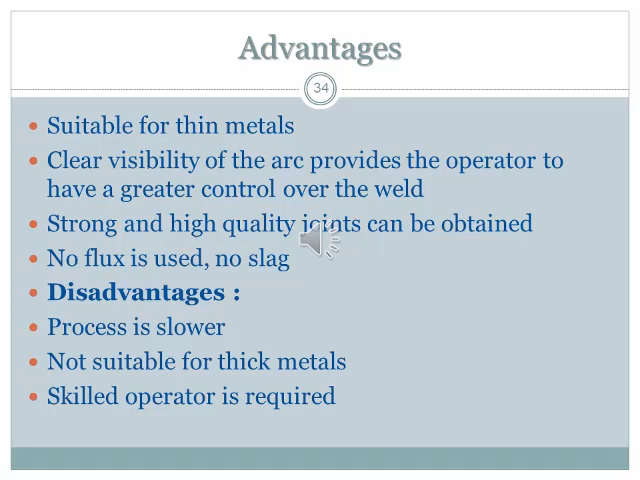 Advantages
34
• Suitable for thin metals
• Clear visibility of the arc provides the operator to
have a greater control over the weld
• Strong and high quality joints can be obtained
• No flux is used, no slag
• Disadvantages :
• Process is slower
• Not suitable for thick metals
• Skilled operator is required